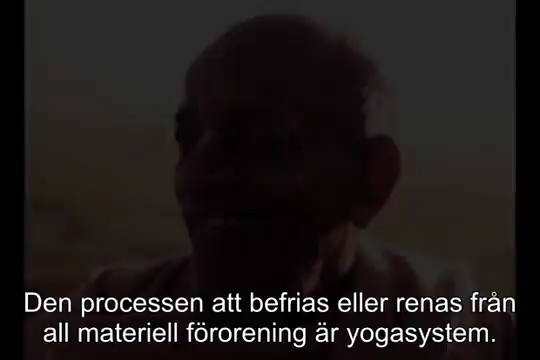 Den processen att befrias eller renas från
all materiell förorening är yogasystem.